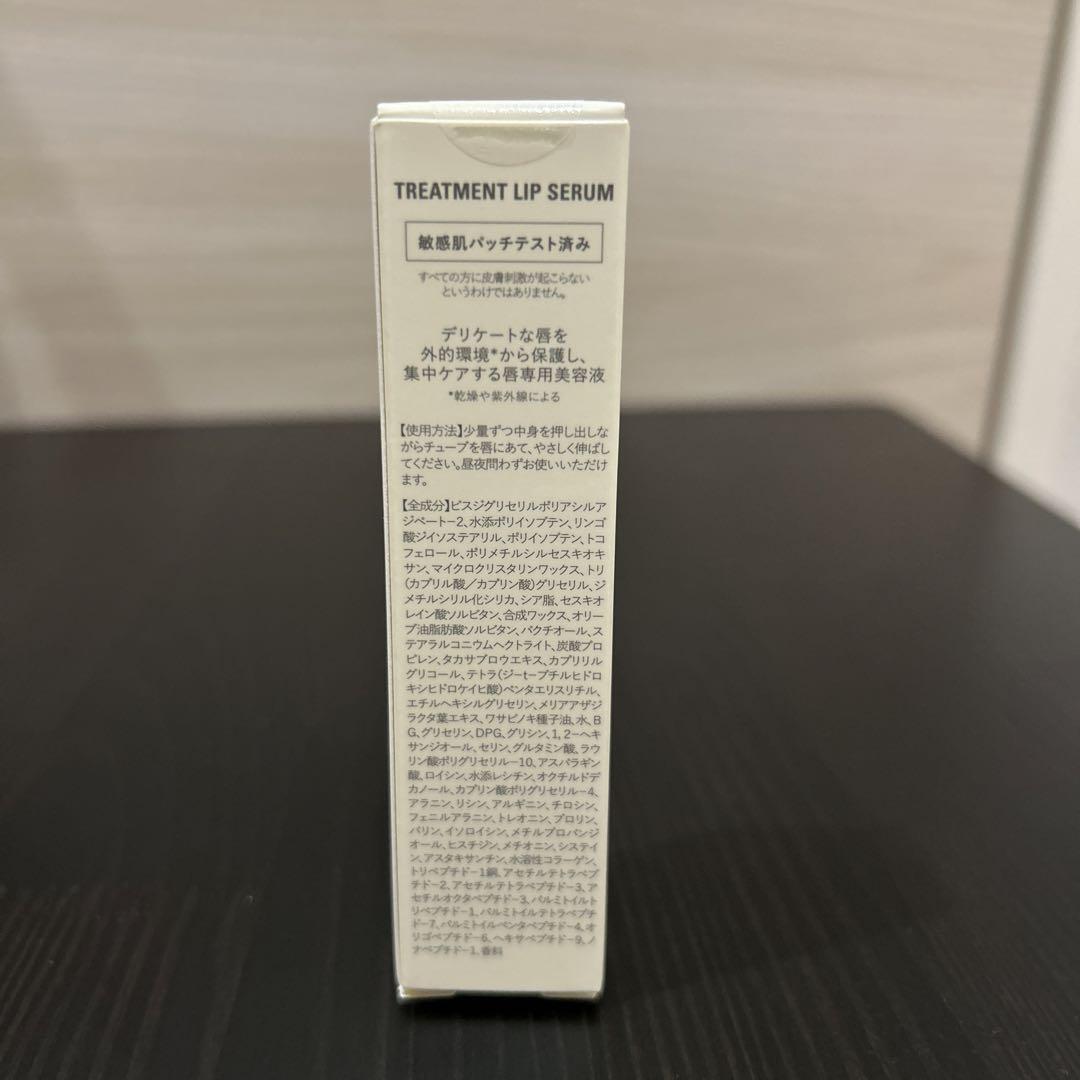 TREATMENT LIP SERUM
敏感肌パッチテスト済み
すべての方に皮膚刺激が起こらない
というわけではありません。
デリケートな唇を
外的環境*から保護し、
集中ケアする唇専用美容液
*乾燥や紫外線による
【使用方法】少量ずつ中身を押し出しな
がらチューブを唇にあて、やさしく伸ばし
てください。昼夜問わずお使いいただけ
ます。
【全成分】ビスジグリセリルポリアシルア
ジペート-2、水添ポリイソブテン、リンゴ
酸ジイソステアリル、ポリイソブテン、トコ
フェロール、ポリメチルシルセスキオキ
サン、マイクロクリスタリンワックス、トリ
(カプリル酸/カプリン酸)グリセリル、ジ
メチルシリル化シリカ、シア脂、セスキオ
レイン酸ソルビタン、合成ワックス、オリー
ブ油脂肪酸ソルビタン、バクチオール、ス
テアラルコニウムヘクトライト、炭酸プロ
ピレン、タカサブロウエキス、カプリリル
グリコール、テトラ(ジ-t-ブチルヒドロ
キシヒドロケイヒ酸)ペンタエリスリチル、
エチルヘキシルグリセリン、メリアアザジ
ラクタ葉エキス、ワサビノキ種子油、水、B
G、グリセリン、DPG、グリシン、1,2-ヘキ
サンジオール、セリン、グルタミン酸、ラウ
リン酸ポリグリセリル-10、アスパラギン
酸、ロイシン、水添レシチン、オクチルドデ
カノール、カプリン酸ポリグリセリル-4、
アラニン、リシン、アルギニン、チロシン、
フェニルアラニン、トレオニン、プロリン、
バリン、イソロイシン、メチルプロパンジ
オール、ヒスチジン、メチオニン、システイ
ン、アスタキサンチン、水溶性コラーゲン、
トリペプチド-1銅、アセチルテトラペプ
チド-2、アセチルテトラペプチド-3、ア
セチルオクタペプチド-3、パルミトイルト
リペプチド-1、パルミトイルテトラペプチ
ド-7、パルミトイルペンタペプチド-4、オ
リゴペプチド-6、ヘキサペプチド-9、ノ
ナペプチド-1、香料